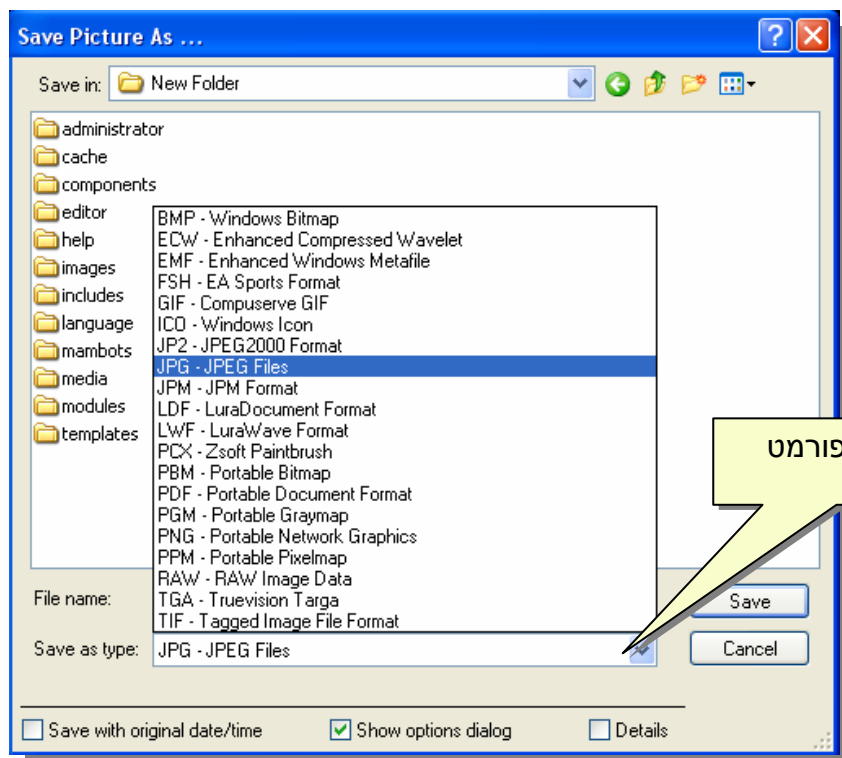 Save Picture As ...
Save in: New Folder
administrator
cache
components
editor
help
images
includes
language
mambots
media
modules
templates
BMP - Windows Bitmap
ECW - Enhanced Compressed Wavelet
EMF - Enhanced Windows Metafile
FSH - EA Sports Format
GIF - Compuserve GIF
ICO - Windows Icon
JP2 - JPEG2000 Format
JPG - JPEG Files
JPM - JPM Format
LDF - LuraDocument Format
LWF - LuraWave Format
PCX - Zsoft Paintbrush
PBM - Portable Bitmap
PDF - Portable Document Format
PGM - Portable Graymap
PNG - Portable Network Graphics
PPM - Portable Pixelmap
RAW - RAW Image Data
TGA - Truevision Targa
TIF - Tagged Image File Format
פורמט
File name:
Save
Save as type: JPG - JPEG Files
Cancel
Save with original date/time Show options dialog Details